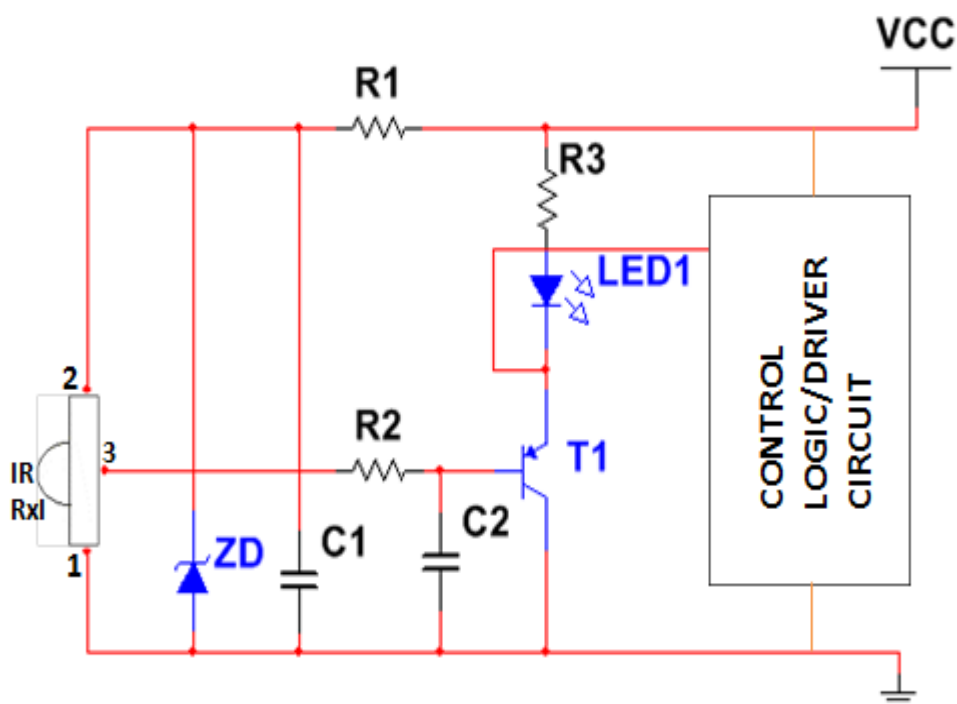 VCC
R1
R3
LED1
2
R2
3
T1
IR
RxI
1
ZD
C1
C2
CONTROL
LOGIC/DRIVER
CIRCUIT